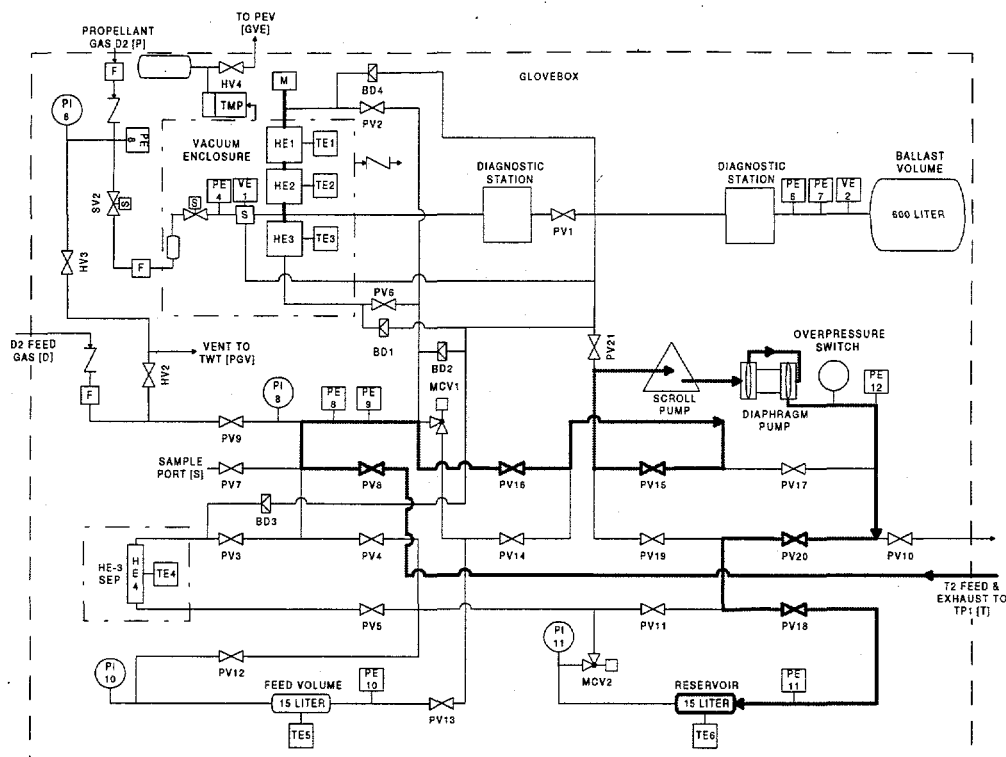 TO PEV
[GVE]
PROPELLANT
GAS D2 [P]
F
HV4
M
BD4
GLOVEBOX
PI
6
TMP
PV2
PE
6
VACUUM
ENCLOSURE
HE1
TE1
DIAGNOSTIC
STATION
DIAGNOSTIC
STATION
BALLAST
VOLUME
SV2
S
S
PE
4
VE
1
HE2
TE2
PE
6
PE
7
VE
2
S
600 LITER
PV1
HE3
TE3
HV3
F
PV6
D2 FEED
GAS [D]
VENT TO
TWT [PGV]
BD1
PV21
OVERPRESSURE
SWITCH
HV2
BD2
MCV1
PE
12
F
PI
8
PE
8
PE
9
SCROLL
PUMP
DIAPHRAGM
PUMP
PV9
SAMPLE
PORT [S]
PV7
PV8
PV16
PV15
PV17
BD3
HE-3
SEP
HE4
TE4
PV3
PV4
PV14
PV19
PV20
PV10
T2 FEED &
EXHAUST TO
TP1 [T]
PV5
PV11
PV18
PI
11
PI
10
PV12
MCV2
FEED VOLUME
PE
10
RESERVOIR
PE
11
15 LITER
PV13
15 LITER
TE5
TE6